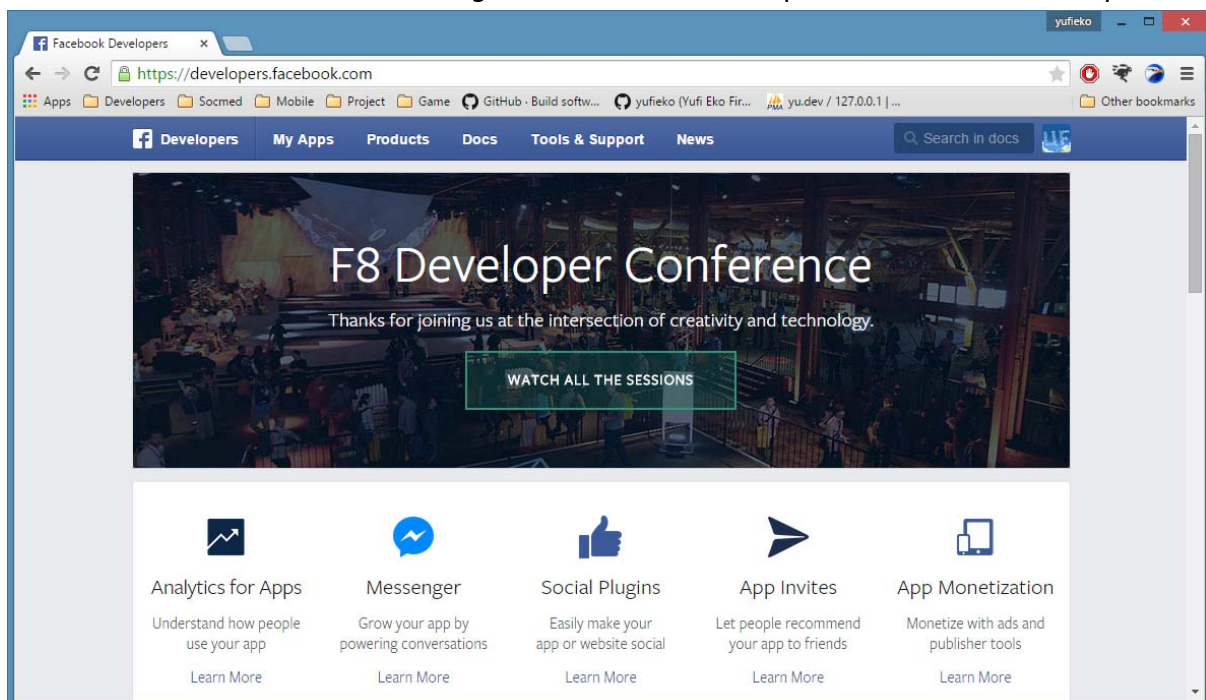 yufieko
Facebook Developers
https://developers.facebook.com
Apps Developers Socmed Mobile Project Game GitHub · Build softw... yufieko (Yufi Eko Fir... yu.dev / 127.0.0.1 | ... Other bookmarks
Developers My Apps Products Docs Tools & Support News Search in docs
F8 Developer Conference
Thanks for joining us at the intersection of creativity and technology.
WATCH ALL THE SESSIONS
Analytics for Apps Messenger Social Plugins App Invites App Monetization
Understand how people Grow your app by Easily make your Let people recommend Monetize with ads and
use your app powering conversations app or website social your app to friends publisher tools
Learn More Learn More Learn More Learn More Learn More